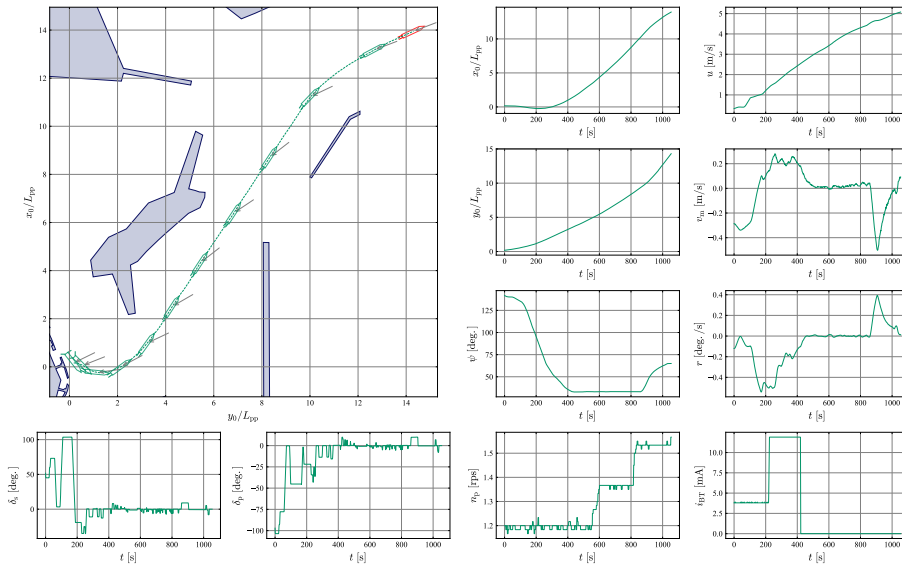 14
12
10
8
6
4
2
0
x₀/Lₚₚ
0 2 4 6 8 10 12 14
y₀/Lₚₚ
10
5
0
x₀/Lₚₚ
0 200 400 600 800 1000
t [s]
5
4
3
2
1
0
u [m/s]
0 200 400 600 800 1000
t [s]
15
10
5
0
y₀/Lₚₚ
0 200 400 600 800 1000
t [s]
0.2
0.0
−0.2
−0.4
vₘ [m/s]
0 200 400 600 800 1000
t [s]
125
100
75
50
ψ [deg.]
0 200 400 600 800 1000
t [s]
0.4
0.2
0.0
−0.2
−0.4
r [deg./s]
0 200 400 600 800 1000
t [s]
100
50
0
δₛ [deg.]
0 200 400 600 800 1000
t [s]
0
−25
−50
−75
−100
δₚ [deg.]
0 200 400 600 800 1000
t [s]
1.5
1.4
1.3
1.2
nₚ [rps]
0 200 400 600 800 1000
t [s]
10.0
7.5
5.0
2.5
0.0
i_BT [mA]
0 200 400 600 800 1000
t [s]